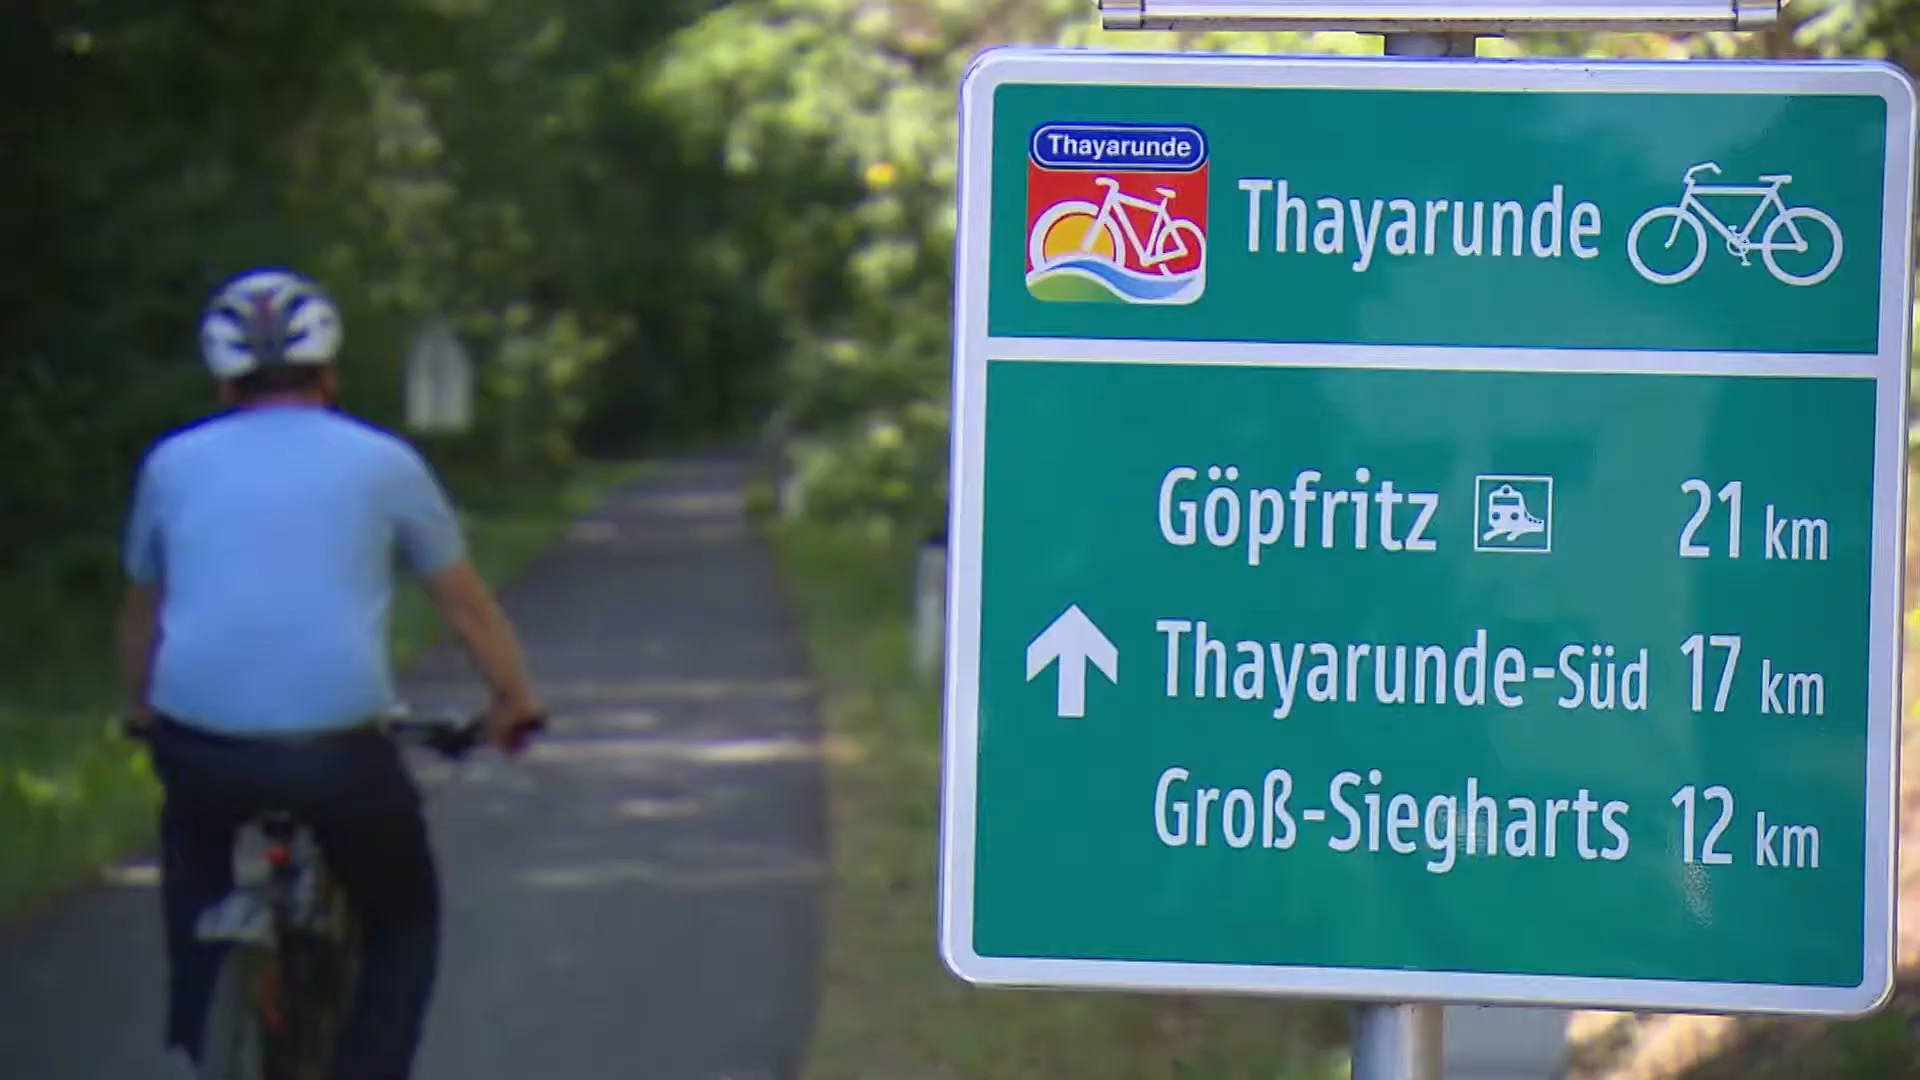 Thayarunde
Thayarunde
Göpfritz 21 km
Thayarunde-Süd 17 km
Groß-Siegharts 12 km